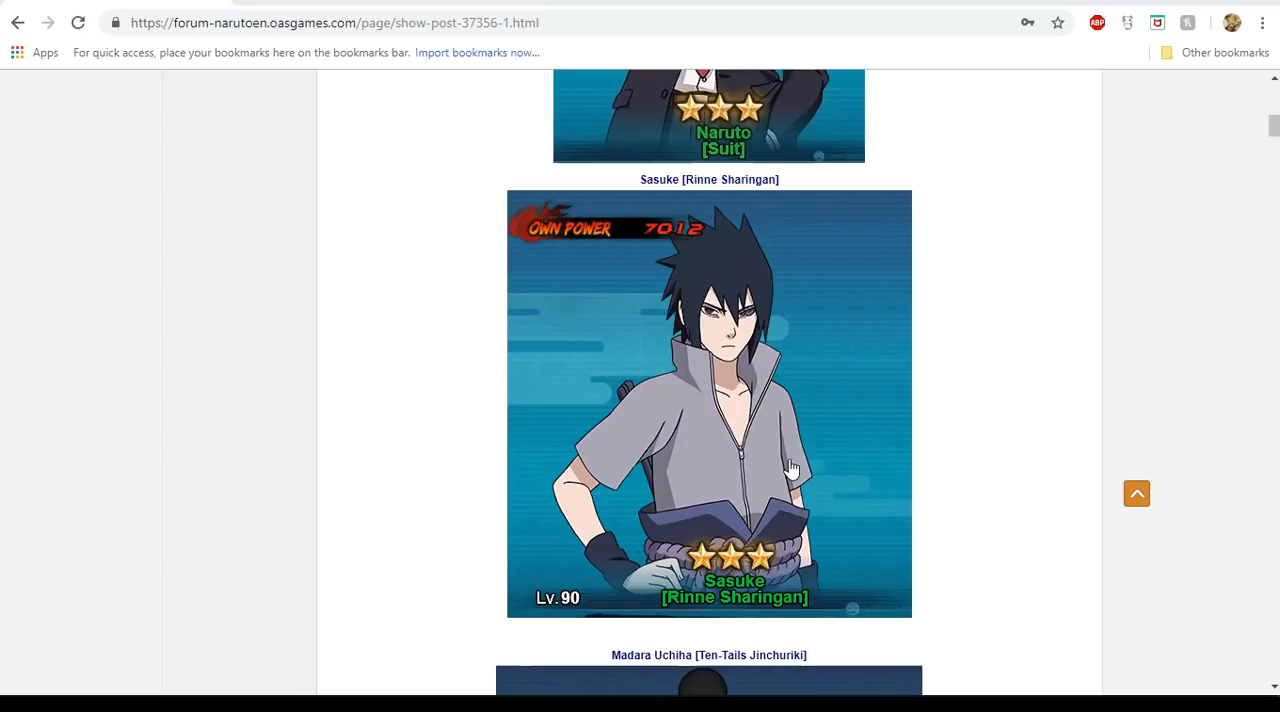 https://forum-narutoen.oasgames.com/page/show-post-37356-1.html
ABP
Apps
For quick access, place your bookmarks here on the bookmarks bar. Import bookmarks now...
Other bookmarks
Naruto
[Suit]
Sasuke [Rinne Sharingan]
OWN POWER 7012
Lv.90
Sasuke
[Rinne Sharingan]
Madara Uchiha [Ten-Tails Jinchuriki]